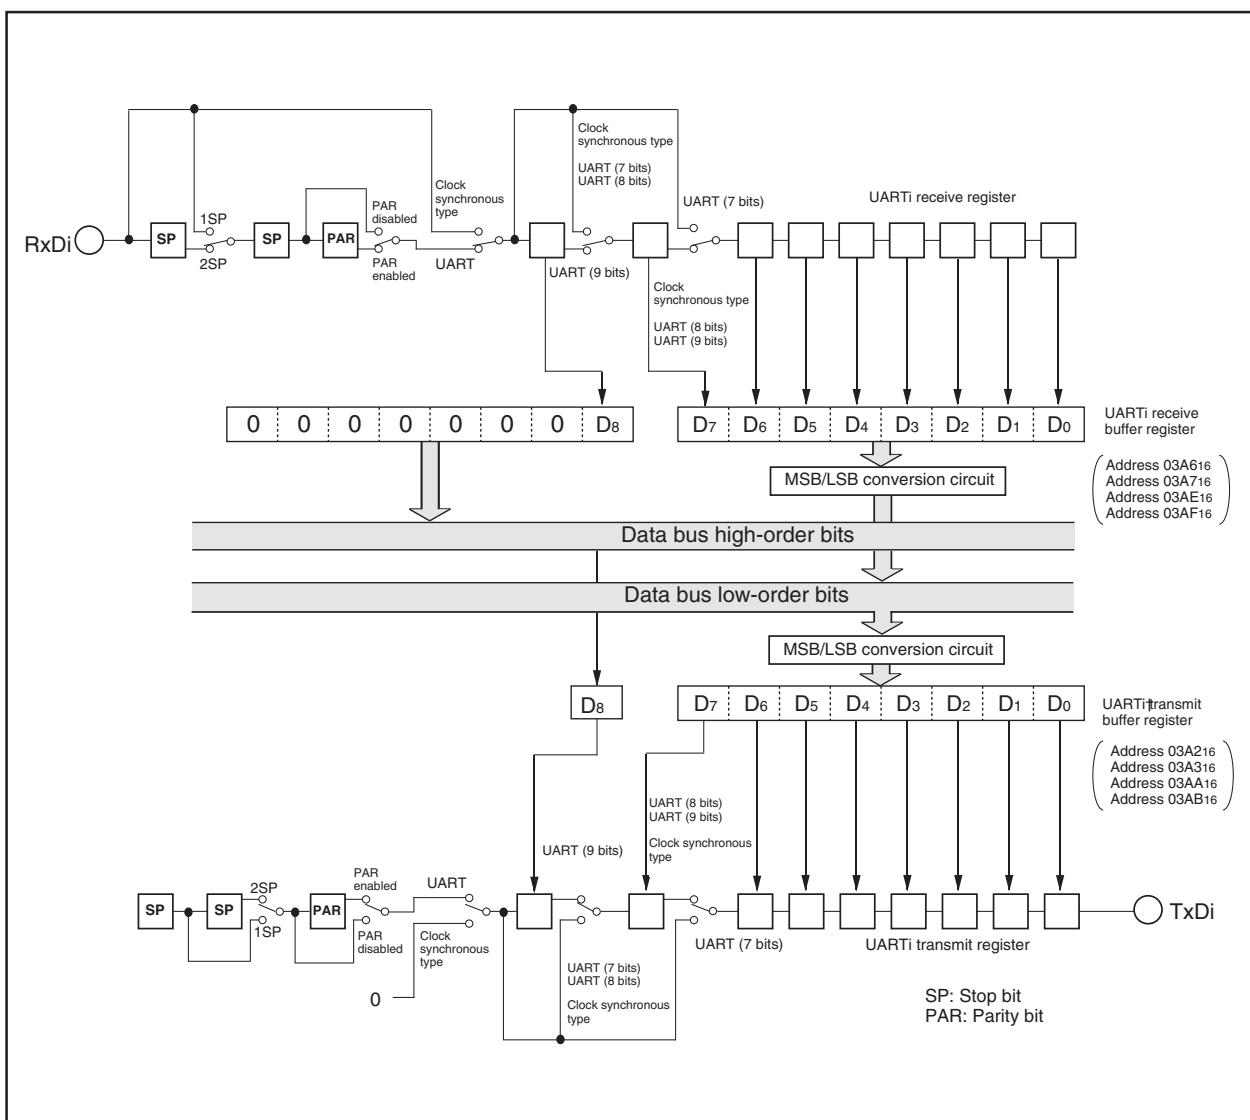 Clock
synchronous type
UART (7 bits)
UART (8 bits)
Clock
synchronous
type
PAR
disabled
UART (7 bits)
UARTi receive register
1SP
RxDi
SP
SP
PAR
2SP
PAR
enabled
UART
UART (9 bits)
Clock
synchronous type
UART (8 bits)
UART (9 bits)
0 0 0 0 0 0 0 D8
D7 D6 D5 D4 D3 D2 D1 D0
UARTi receive
buffer register
MSB/LSB conversion circuit
Address 03A616
Address 03A716
Address 03AE16
Address 03AF16
Data bus high-order bits
Data bus low-order bits
MSB/LSB conversion circuit
D8
D7 D6 D5 D4 D3 D2 D1 D0
UARTi transmit
buffer register
Address 03A216
Address 03A316
Address 03AA16
Address 03AB16
UART (8 bits)
UART (9 bits)
Clock synchronous
type
UART (9 bits)
PAR
enabled
2SP
UART
SP
SP
PAR
TxDi
1SP
PAR
disabled
Clock
synchronous
type
UART (7 bits)
UARTi transmit register
UART (7 bits)
UART (8 bits)
Clock synchronous
type
0
SP: Stop bit
PAR: Parity bit